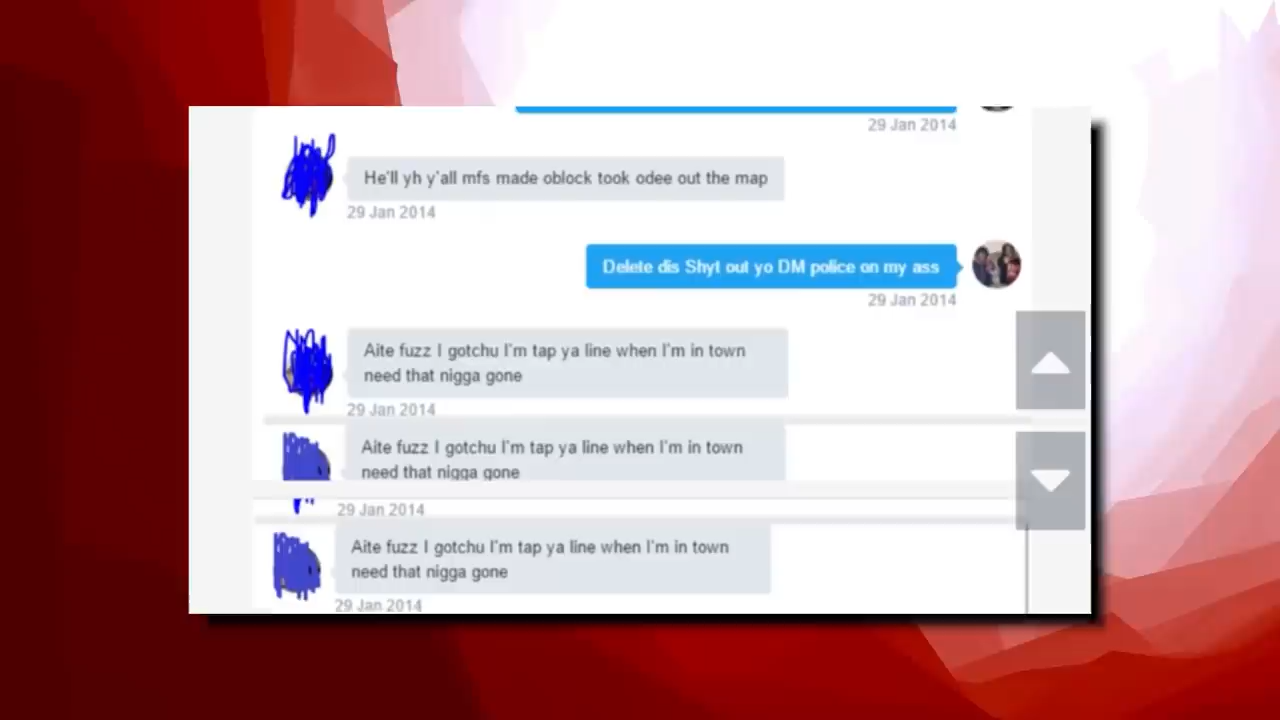 29 Jan 2014
He'll yh y'all mfs made oblock took odee out the map
29 Jan 2014
Delete dis Shyt out yo DM police on my ass
29 Jan 2014
Aite fuzz I gotchu I'm tap ya line when I'm in town
need that nigga gone
29 Jan 2014
Aite fuzz I gotchu I'm tap ya line when I'm in town
need that nigga gone
29 Jan 2014
Aite fuzz I gotchu I'm tap ya line when I'm in town
need that nigga gone
29 Jan 2014